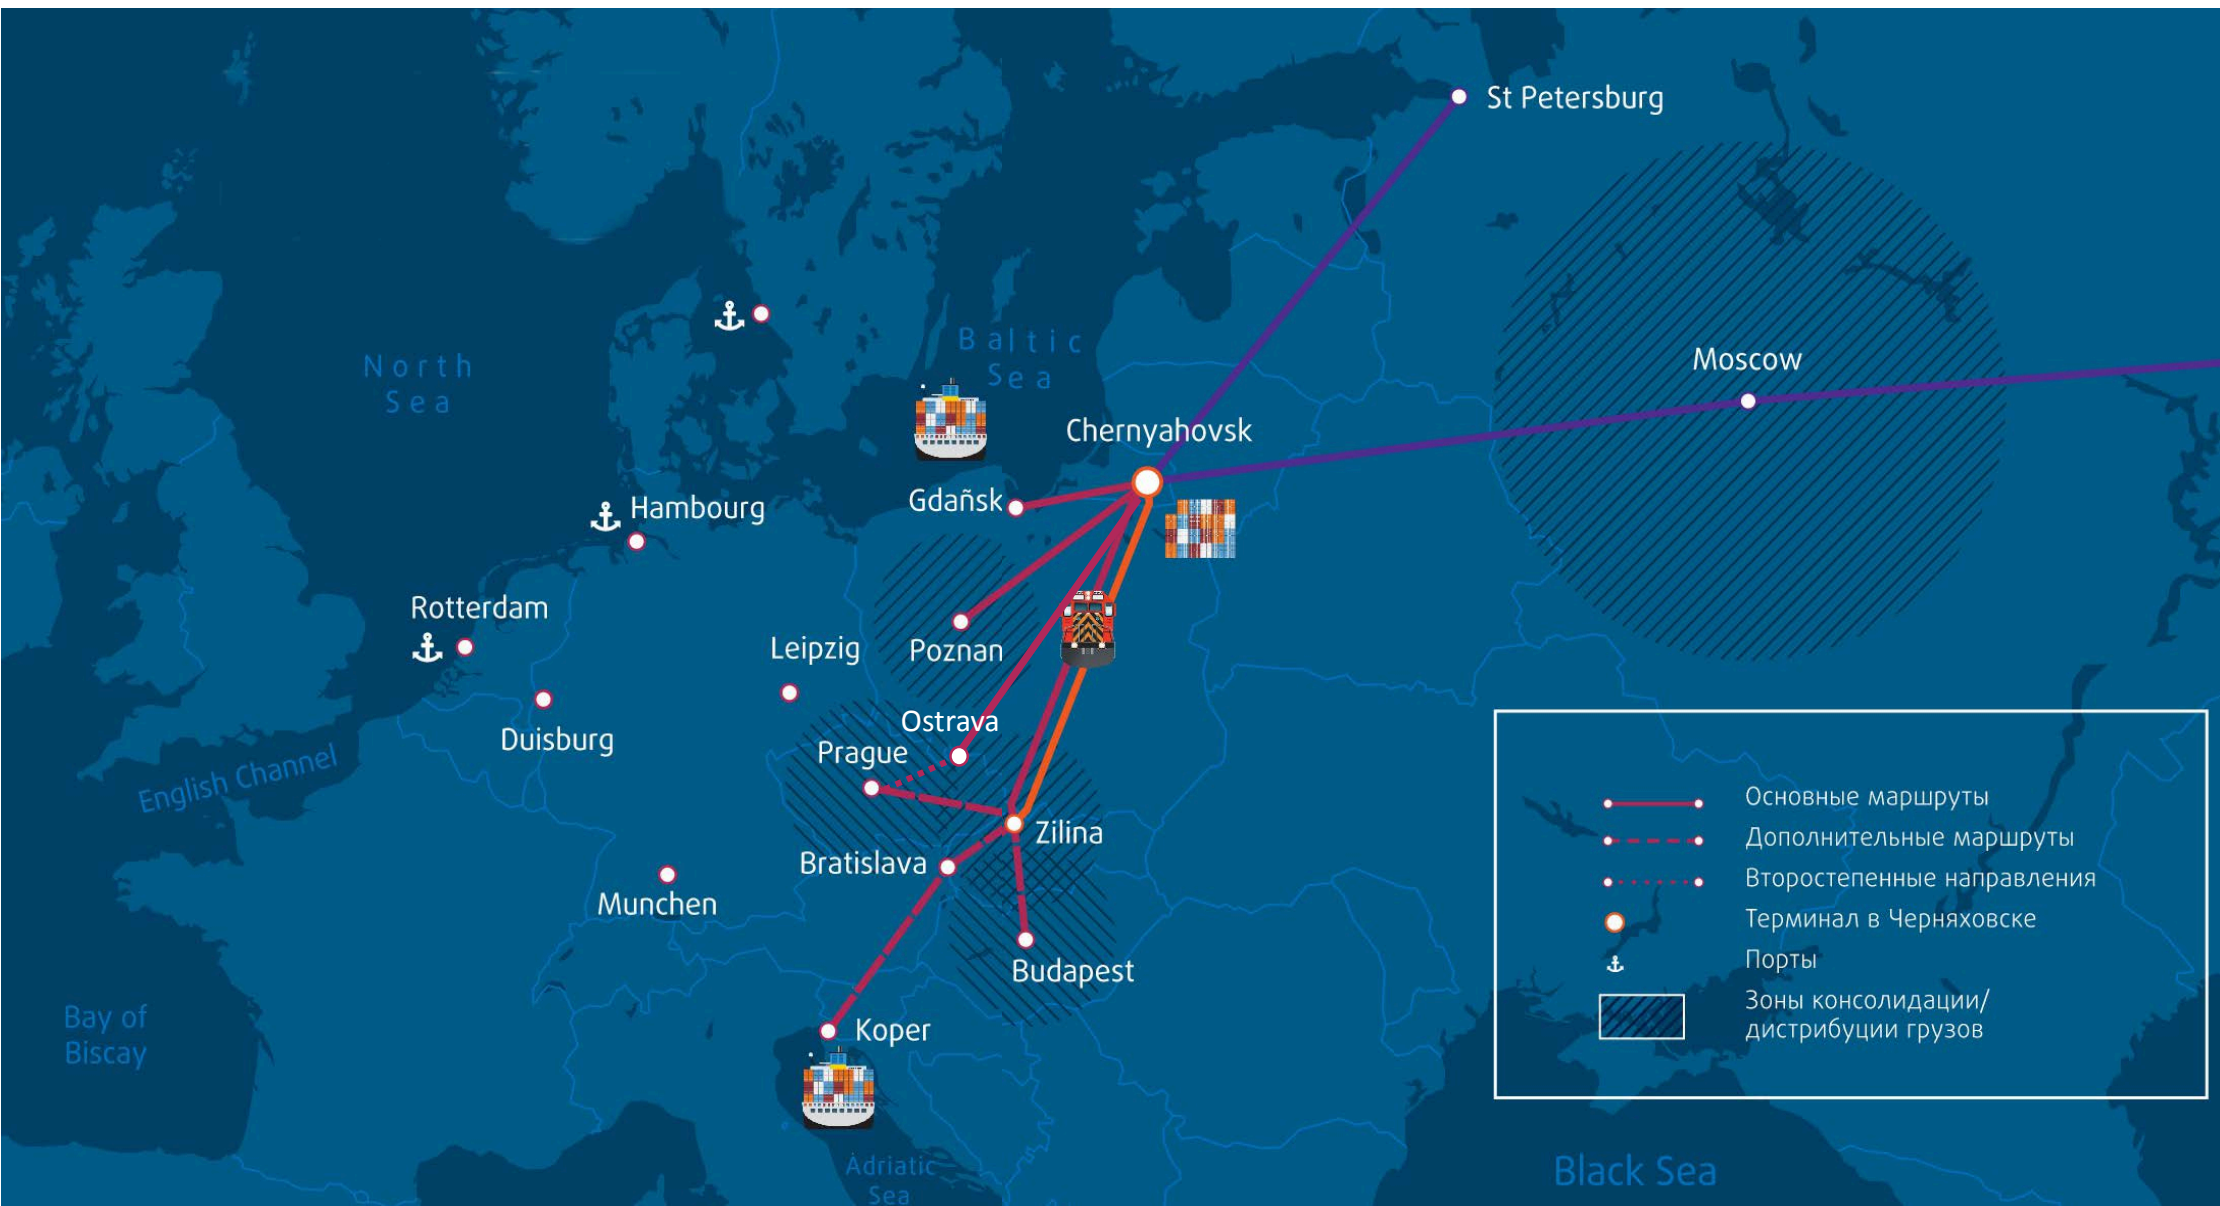 St Petersburg
Baltic
Sea
North
Sea
Moscow
Chernyahovsk
Gdañsk
Hambourg
Rotterdam
Leipzig
Poznan
Ostrava
Duisburg
Prague
English Channel
Zilina
Bratislava
Munchen
Budapest
Bay of
Biscay
Koper
Adriatic
Sea
Black Sea
Основные маршруты
Дополнительные маршруты
Второстепенные направления
Терминал в Черняховске
Порты
Зоны консолидации/
дистрибуции грузов